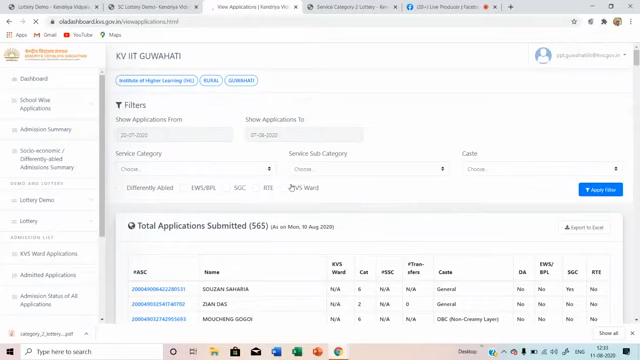 Lottery Demo - Kendriya Vidyala
SC Lottery Demo - Kendriya Vid
View Applications - Kendriya Vi
Service Category 2 Lottery - Ken
(20+) Live Producer | Facebook
oladashboard.kvs.gov.in/viewapplications.html
Gmail
YouTube
Maps
KV IIT GUWAHATI
Institute of Higher Learning (IHL)
RURAL
GUWAHATI
Dashboard
School Wise
Applications
Admission Summary
Socio-economic /
Differently-abled
Admissions Summary
DEMO AND LOTTERY
Lottery Demo
Lottery
ADMISSION LIST
KVS Ward Applications
Admitted Applications
Admission Status of All
Applications
Filters
Show Applications From
Show Applications To
20-07-2020
07-08-2020
Service Category
Service Sub Category
Caste
Choose...
Choose...
Choose...
Differently Abled
EWS/BPL
SGC
RTE
KVS Ward
Apply Filter
Total Applications Submitted (565)
(As on Mon, 10 Aug 2020)
Export to Excel
#ASC
Name
KVS Ward
Cat
#SSC
#Transfers
Caste
DA
EWS/ BPL
SGC
RTE
2000490064222805​31
SOUZAN SAHARIA
N/A
6
N/A
N/A
General
No
No
Yes
No
ZIAN DAS
N/A
2
N/A
0
General
No
No
No
No
MOUCHENG GOGOI
N/A
6
N/A
N/A
OBC (Non-Creamy Layer)
No
No
No
No
category_2_lottery....pdf
Show all
Type here to search
Desktop
ENG
12:33
11-08-2020